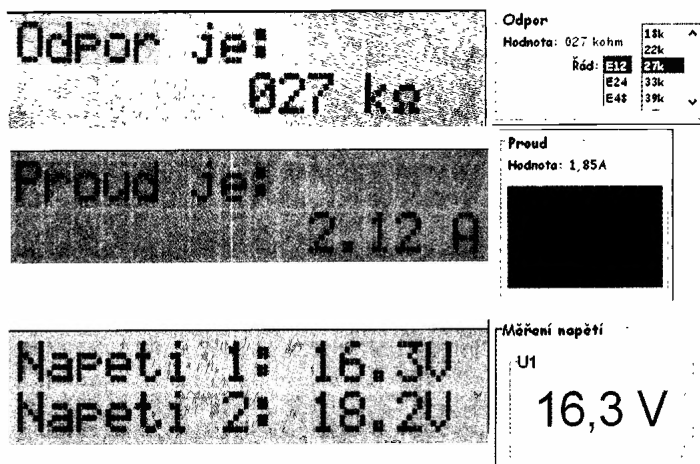 Odpor je:
027 kΩ
Odpor
Hodnota: 027 kohm
Řád: E12
E24
E48
18k
22k
27k
33k
39k
Proud je:
2.12 A
Proud
Hodnota: 1,85A
Napeti 1: 16.3V
Napeti 2: 18.2V
Měření napětí
U1
16,3 V